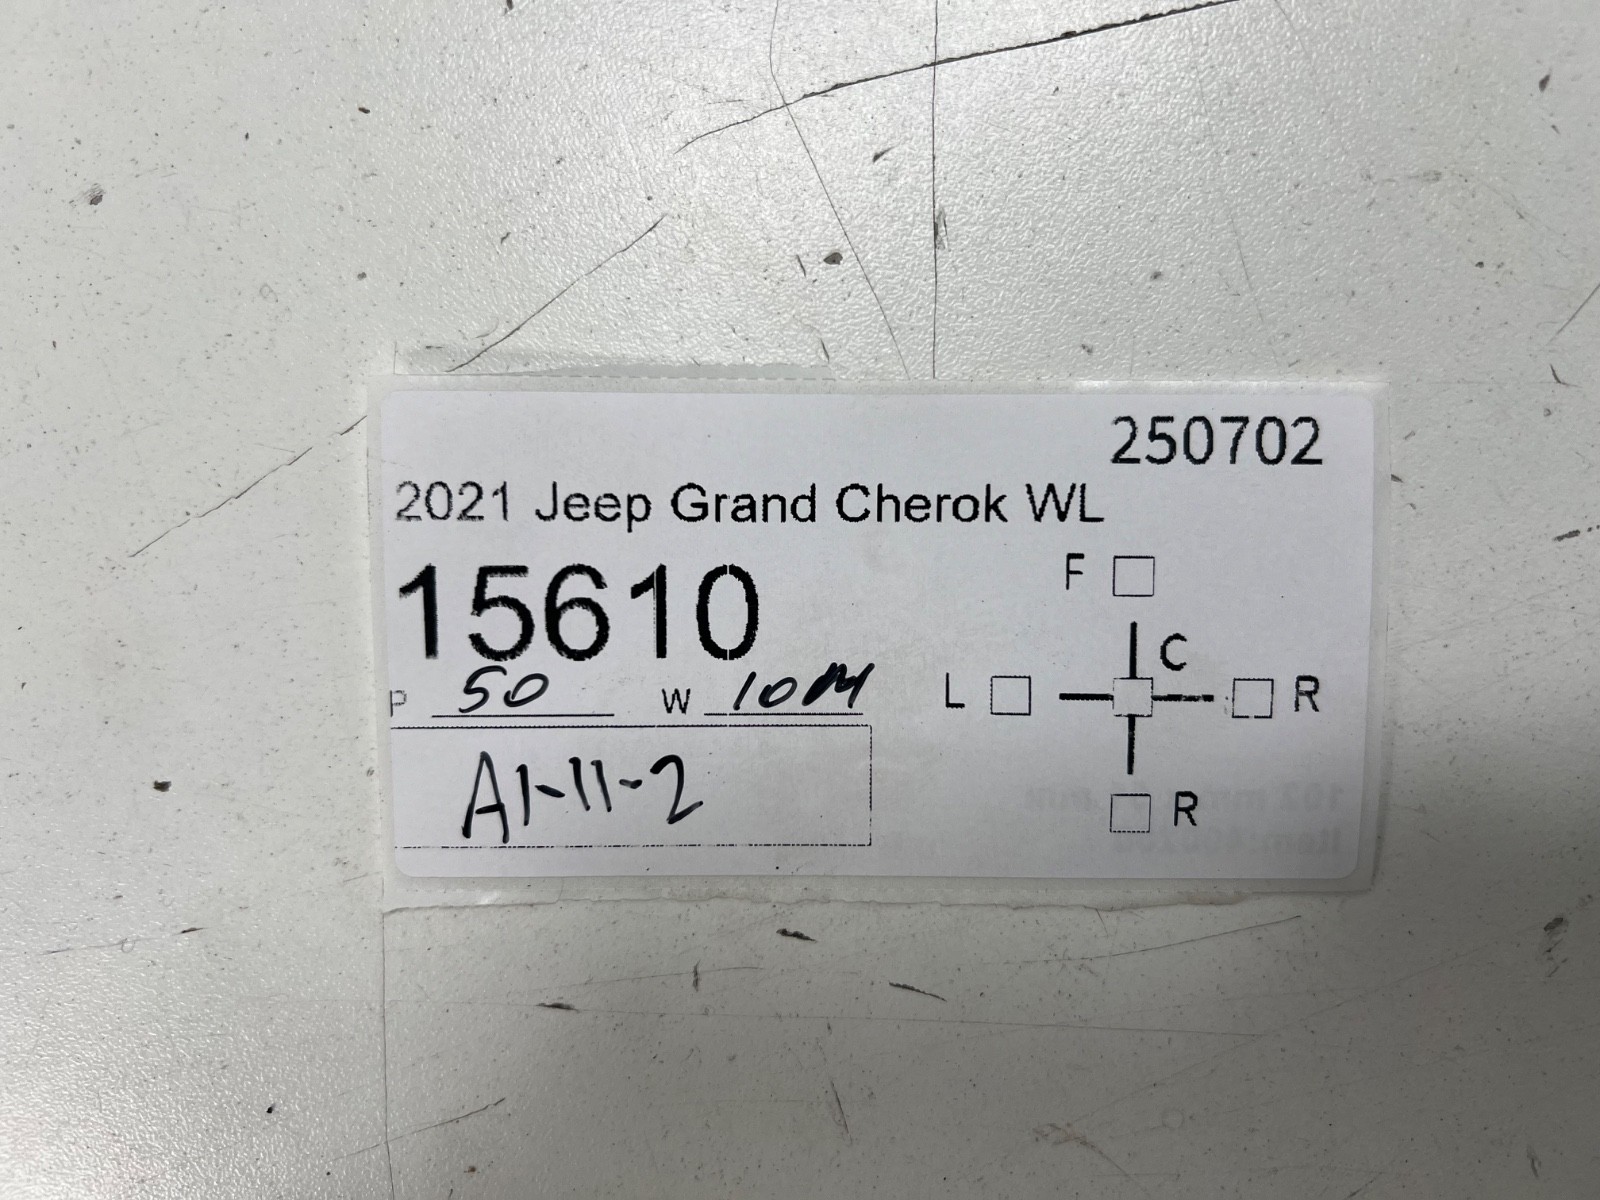 250702
2021 Jeep Grand Cherok WL
15610
F
C
L R
P 50 W 10M
R
A1-11-2